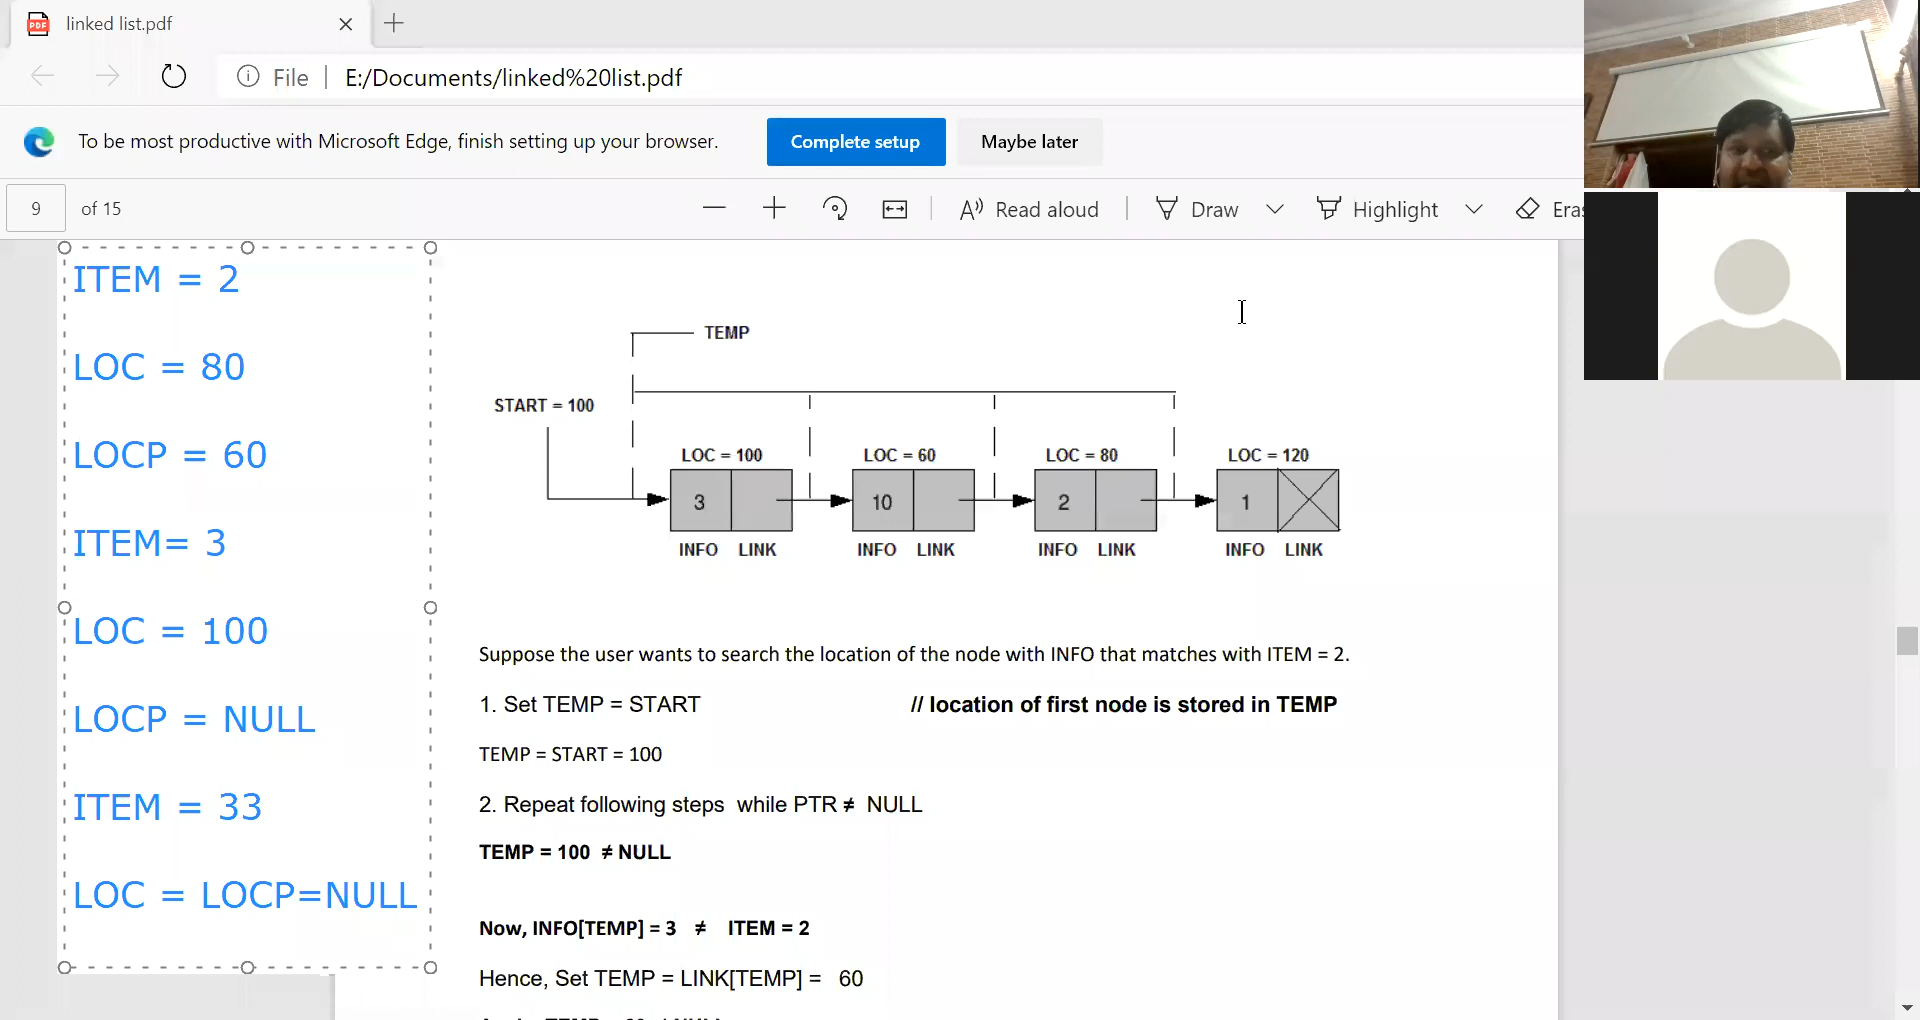 linked list.pdf
File | E:/Documents/linked%20list.pdf
To be most productive with Microsoft Edge, finish setting up your browser.
Complete setup
Maybe later
9 of 15
Read aloud
Draw
Highlight
Eras
ITEM = 2
LOC = 80
LOCP = 60
ITEM= 3
LOC = 100
LOCP = NULL
ITEM = 33
LOC = LOCP=NULL
TEMP
START = 100
LOC = 100 LOC = 60 LOC = 80 LOC = 120
3 10 2 1
INFO LINK INFO LINK INFO LINK INFO LINK
Suppose the user wants to search the location of the node with INFO that matches with ITEM = 2.
1. Set TEMP = START // location of first node is stored in TEMP
TEMP = START = 100
2. Repeat following steps while PTR ≠ NULL
TEMP = 100 ≠ NULL
Now, INFO[TEMP] = 3 ≠ ITEM = 2
Hence, Set TEMP = LINK[TEMP] = 60